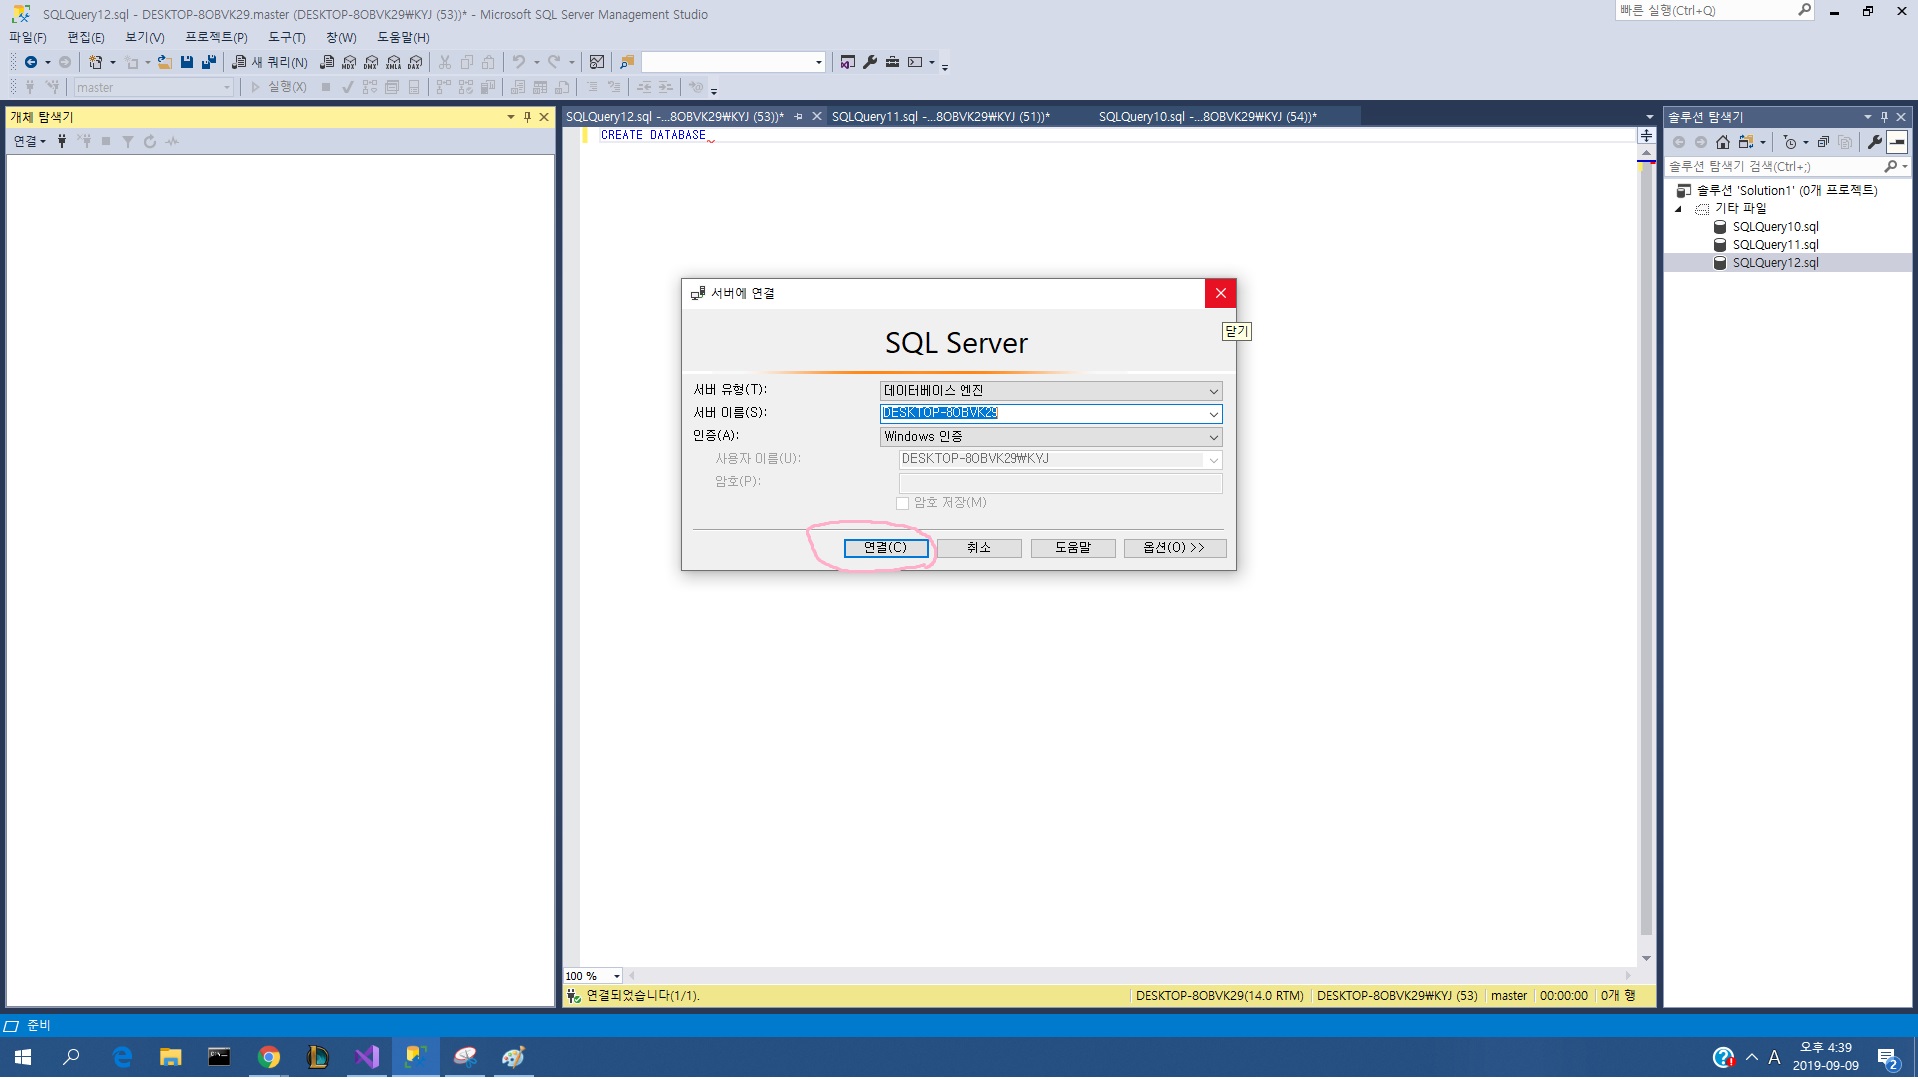 SQLQuery12.sql - DESKTOP-8OBVK29.master (DESKTOP-8OBVK29₩KYJ (53))* - Microsoft SQL Server Management Studio
빠른 실행(Ctrl+Q)
파일(F) 편집(E) 보기(V) 프로젝트(P) 도구(T) 창(W) 도움말(H)
새 쿼리(N) MDX DMX XMLA DAX
master 실행(X)
개체 탐색기
연결
SQLQuery12.sql -...8OBVK29₩KYJ (53))* SQLQuery11.sql -...8OBVK29₩KYJ (51))* SQLQuery10.sql -...8OBVK29₩KYJ (54))*
CREATE DATABASE
솔루션 탐색기
솔루션 탐색기 검색(Ctrl+;)
솔루션 'Solution1' (0개 프로젝트)
기타 파일
SQLQuery10.sql
SQLQuery11.sql
SQLQuery12.sql
서버에 연결
닫기
SQL Server
서버 유형(T): 데이터베이스 엔진
서버 이름(S): DESKTOP-8OBVK29
인증(A): Windows 인증
사용자 이름(U): DESKTOP-8OBVK29₩KYJ
암호(P):
암호 저장(M)
연결(C) 취소 도움말 옵션(O) >>
100 %
연결되었습니다(1/1). DESKTOP-8OBVK29(14.0 RTM) DESKTOP-8OBVK29₩KYJ (53) master 00:00:00 0개 행
준비
A 오후 4:39
2019-09-09
2